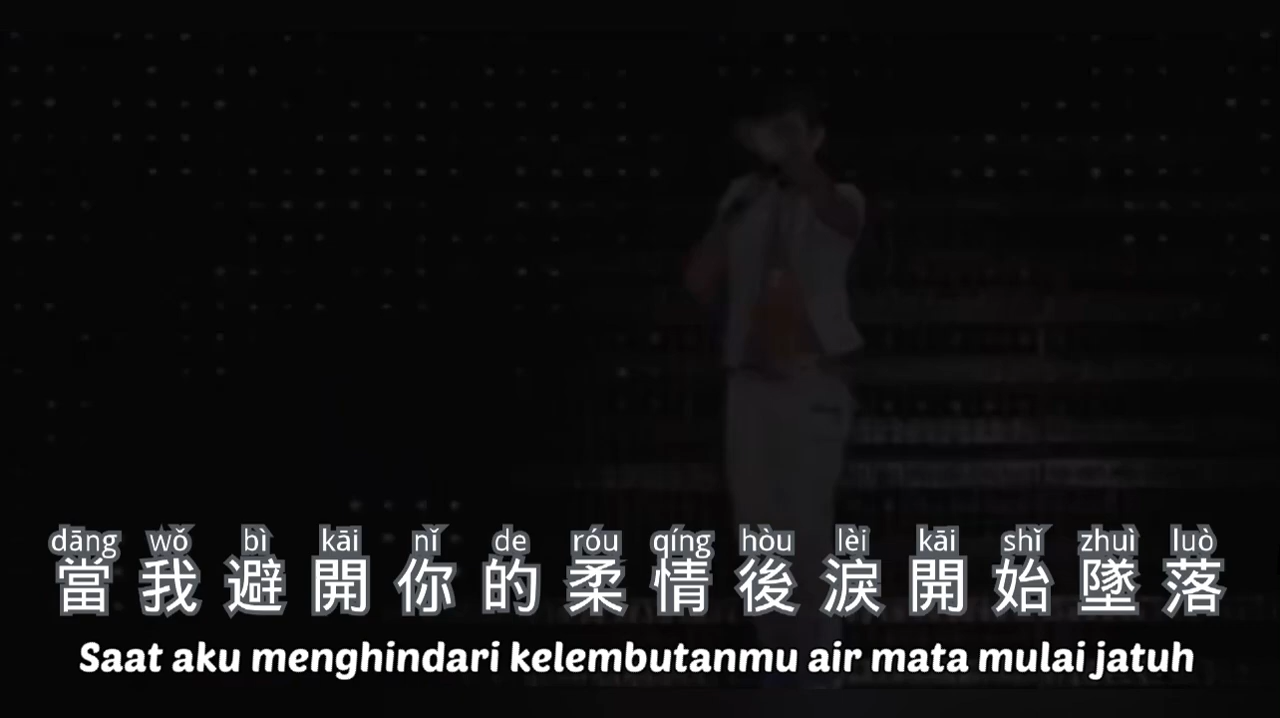 dāng wǒ bì kāi nǐ de róu qíng hòu lèi kāi shǐ zhuì luò
當我避開你的柔情後淚開始墜落
Saat aku menghindari kelembutanmu air mata mulai jatuh